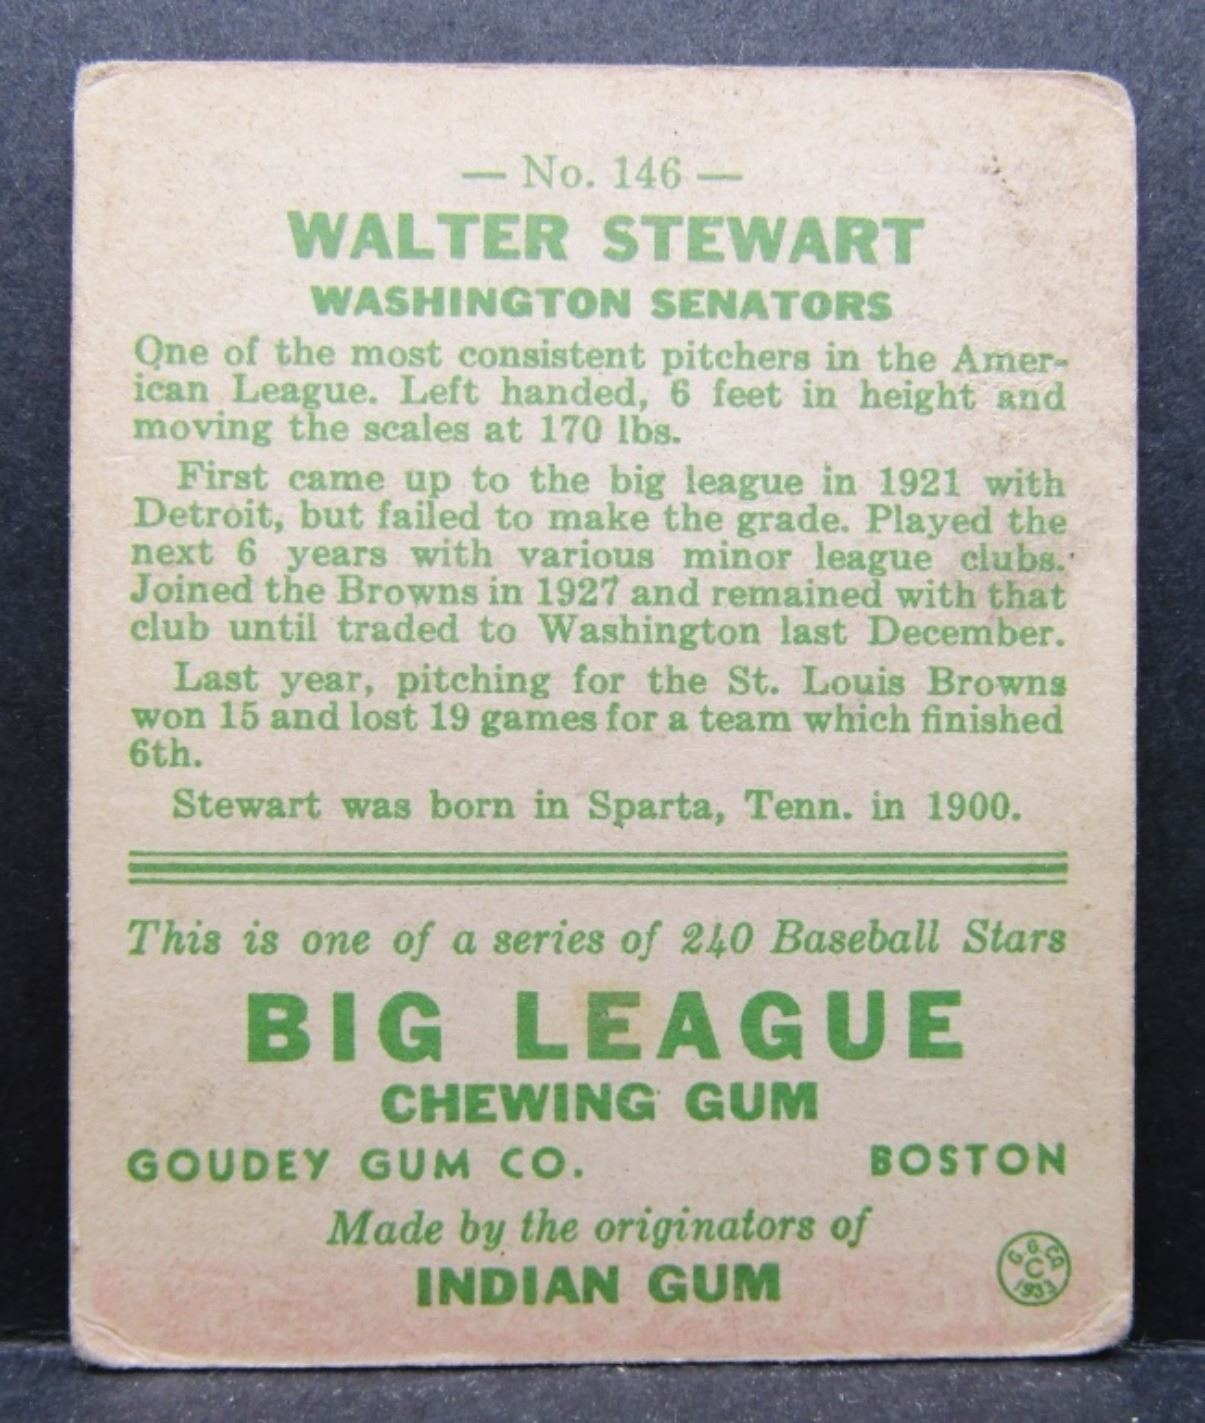 — No. 146 —
WALTER STEWART
WASHINGTON SENATORS
One of the most consistent pitchers in the Amer-
ican League. Left handed, 6 feet in height and
moving the scales at 170 lbs.
First came up to the big league in 1921 with
Detroit, but failed to make the grade. Played the
next 6 years with various minor league clubs.
Joined the Browns in 1927 and remained with that
club until traded to Washington last December.
Last year, pitching for the St. Louis Browns
won 15 and lost 19 games for a team which finished
6th.
Stewart was born in Sparta, Tenn. in 1900.
This is one of a series of 240 Baseball Stars
BIG LEAGUE
CHEWING GUM
GOUDEY GUM CO. BOSTON
Made by the originators of
INDIAN GUM
G. G. CO.
C
1933